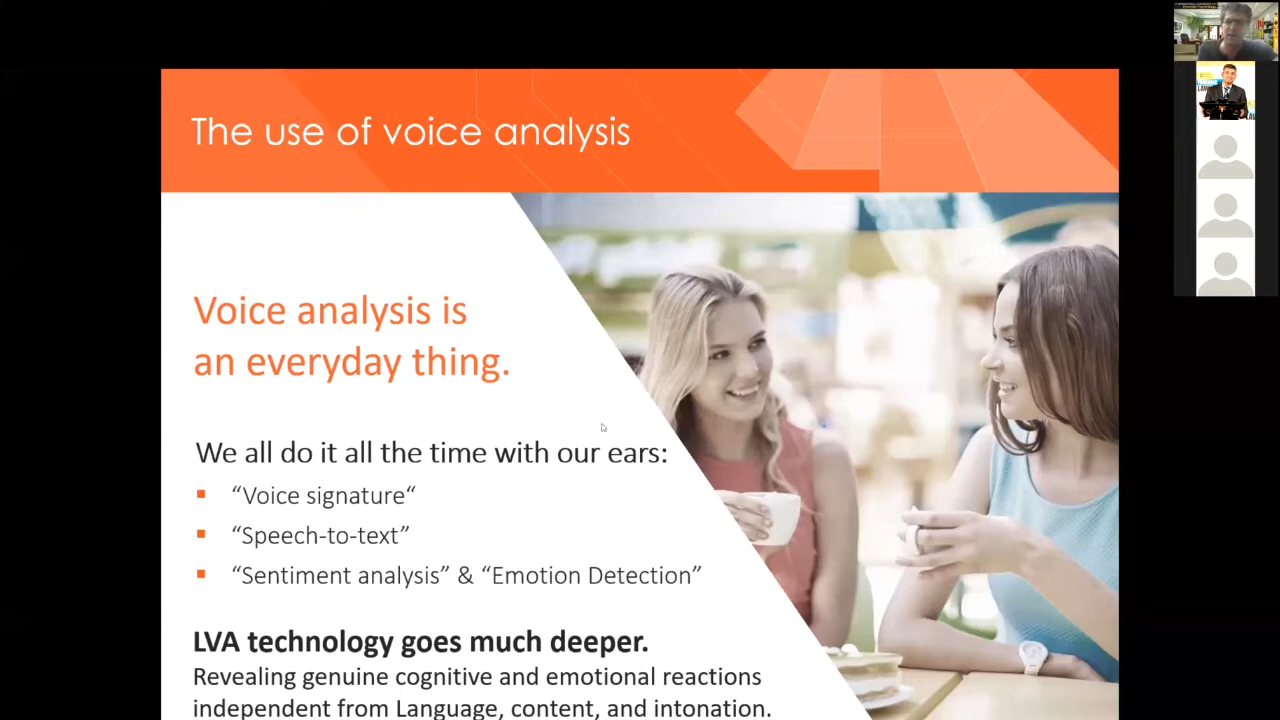 The use of voice analysis
Voice analysis is
an everyday thing.
We all do it all the time with our ears:
“Voice signature“
“Speech-to-text”
“Sentiment analysis” & “Emotion Detection”
LVA technology goes much deeper.
Revealing genuine cognitive and emotional reactions
independent from Language, content, and intonation.